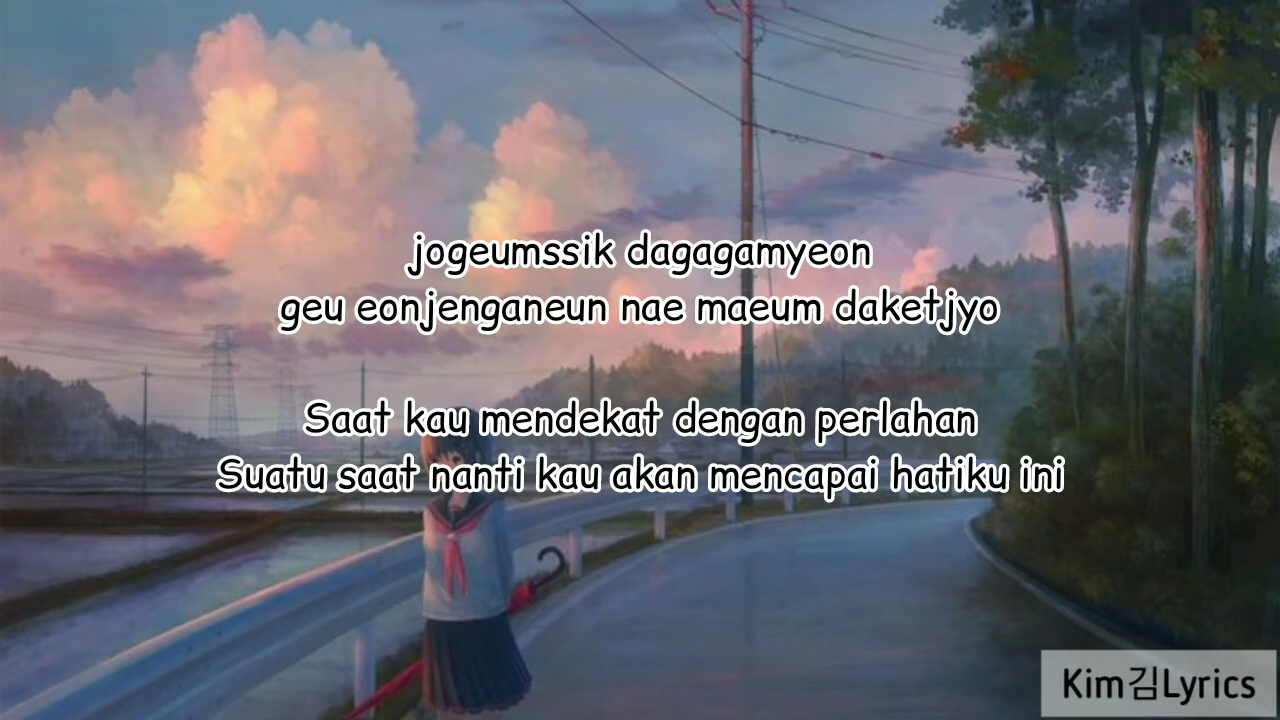 jogeumssik dagagamyeon
geu eonjenganeun nae maeum daketjyo
Saat kau mendekat dengan perlahan
Suatu saat nanti kau akan mencapai hatiku ini
Kim김Lyrics